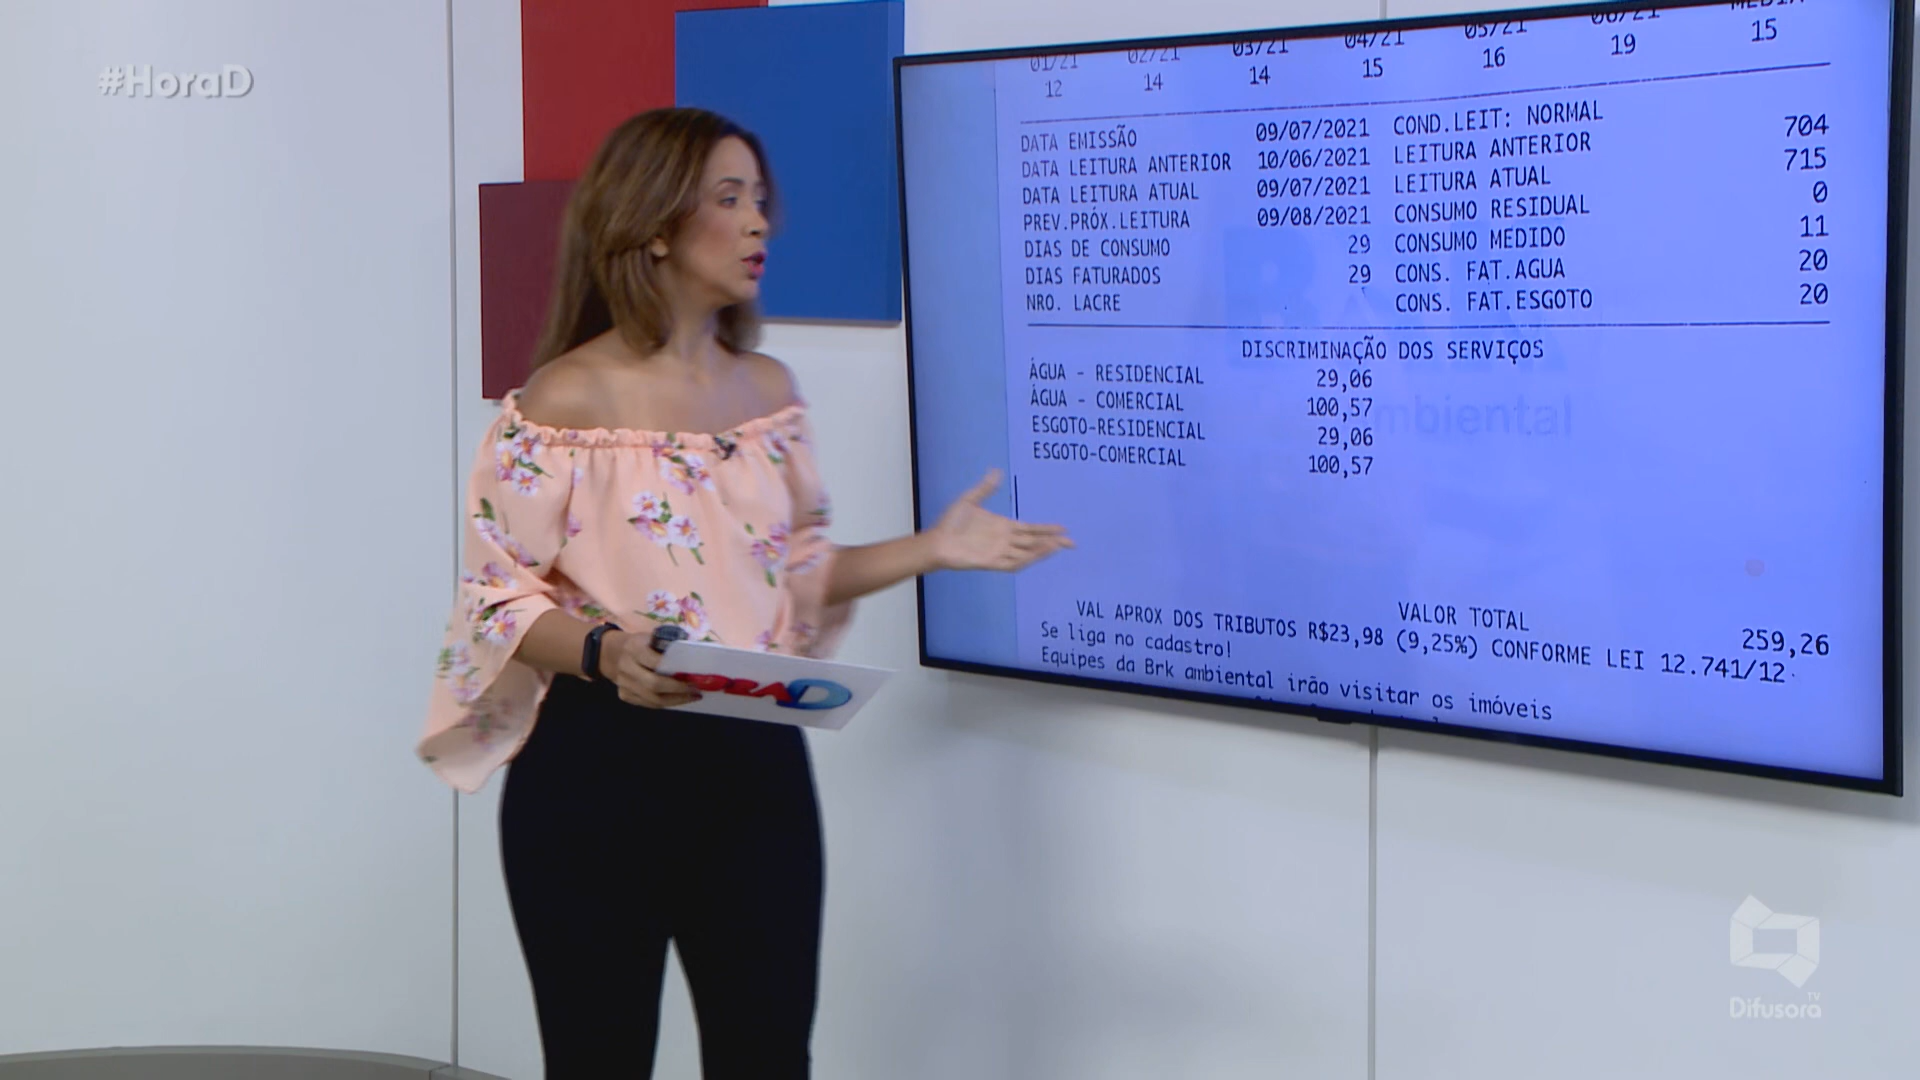 #HoraD
01/21 02/21 03/21 04/21 05/21 06/21 MÉDIA
12 14 14 15 16 19 15
DATA EMISSÃO 09/07/2021 COND.LEIT: NORMAL
DATA LEITURA ANTERIOR 10/06/2021 LEITURA ANTERIOR 704
DATA LEITURA ATUAL 09/07/2021 LEITURA ATUAL 715
PREV.PRÓX.LEITURA 09/08/2021 CONSUMO RESIDUAL 0
DIAS DE CONSUMO 29 CONSUMO MEDIDO 11
DIAS FATURADOS 29 CONS. FAT.AGUA 20
NRO. LACRE CONS. FAT.ESGOTO 20
DISCRIMINAÇÃO DOS SERVIÇOS
ÁGUA - RESIDENCIAL 29,06
ÁGUA - COMERCIAL 100,57
ESGOTO-RESIDENCIAL 29,06
ESGOTO-COMERCIAL 100,57
ambiental
VALOR TOTAL 259,26
VAL APROX DOS TRIBUTOS R$23,98 (9,25%) CONFORME LEI 12.741/12
Se liga no cadastro!
Equipes da Brk ambiental irão visitar os imóveis
HORA D
TV
Difusora